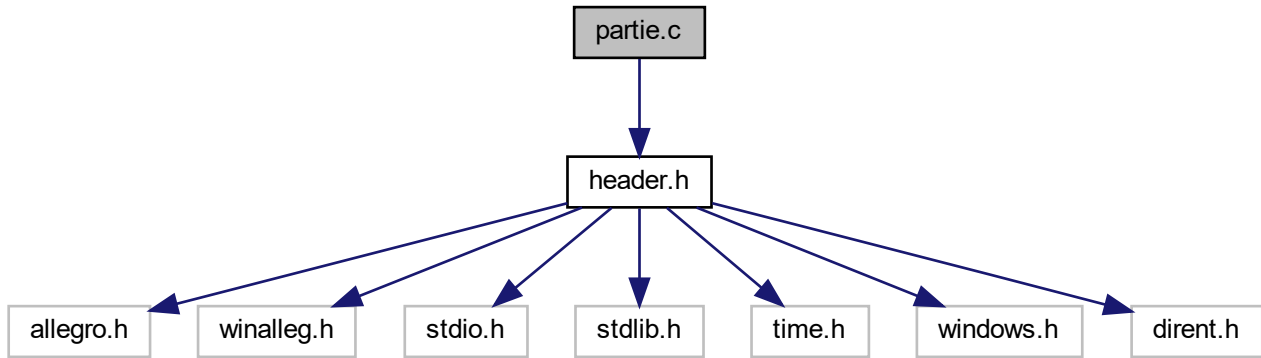 partie.c
header.h
allegro.h
winalleg.h
stdio.h
stdlib.h
time.h
windows.h
dirent.h